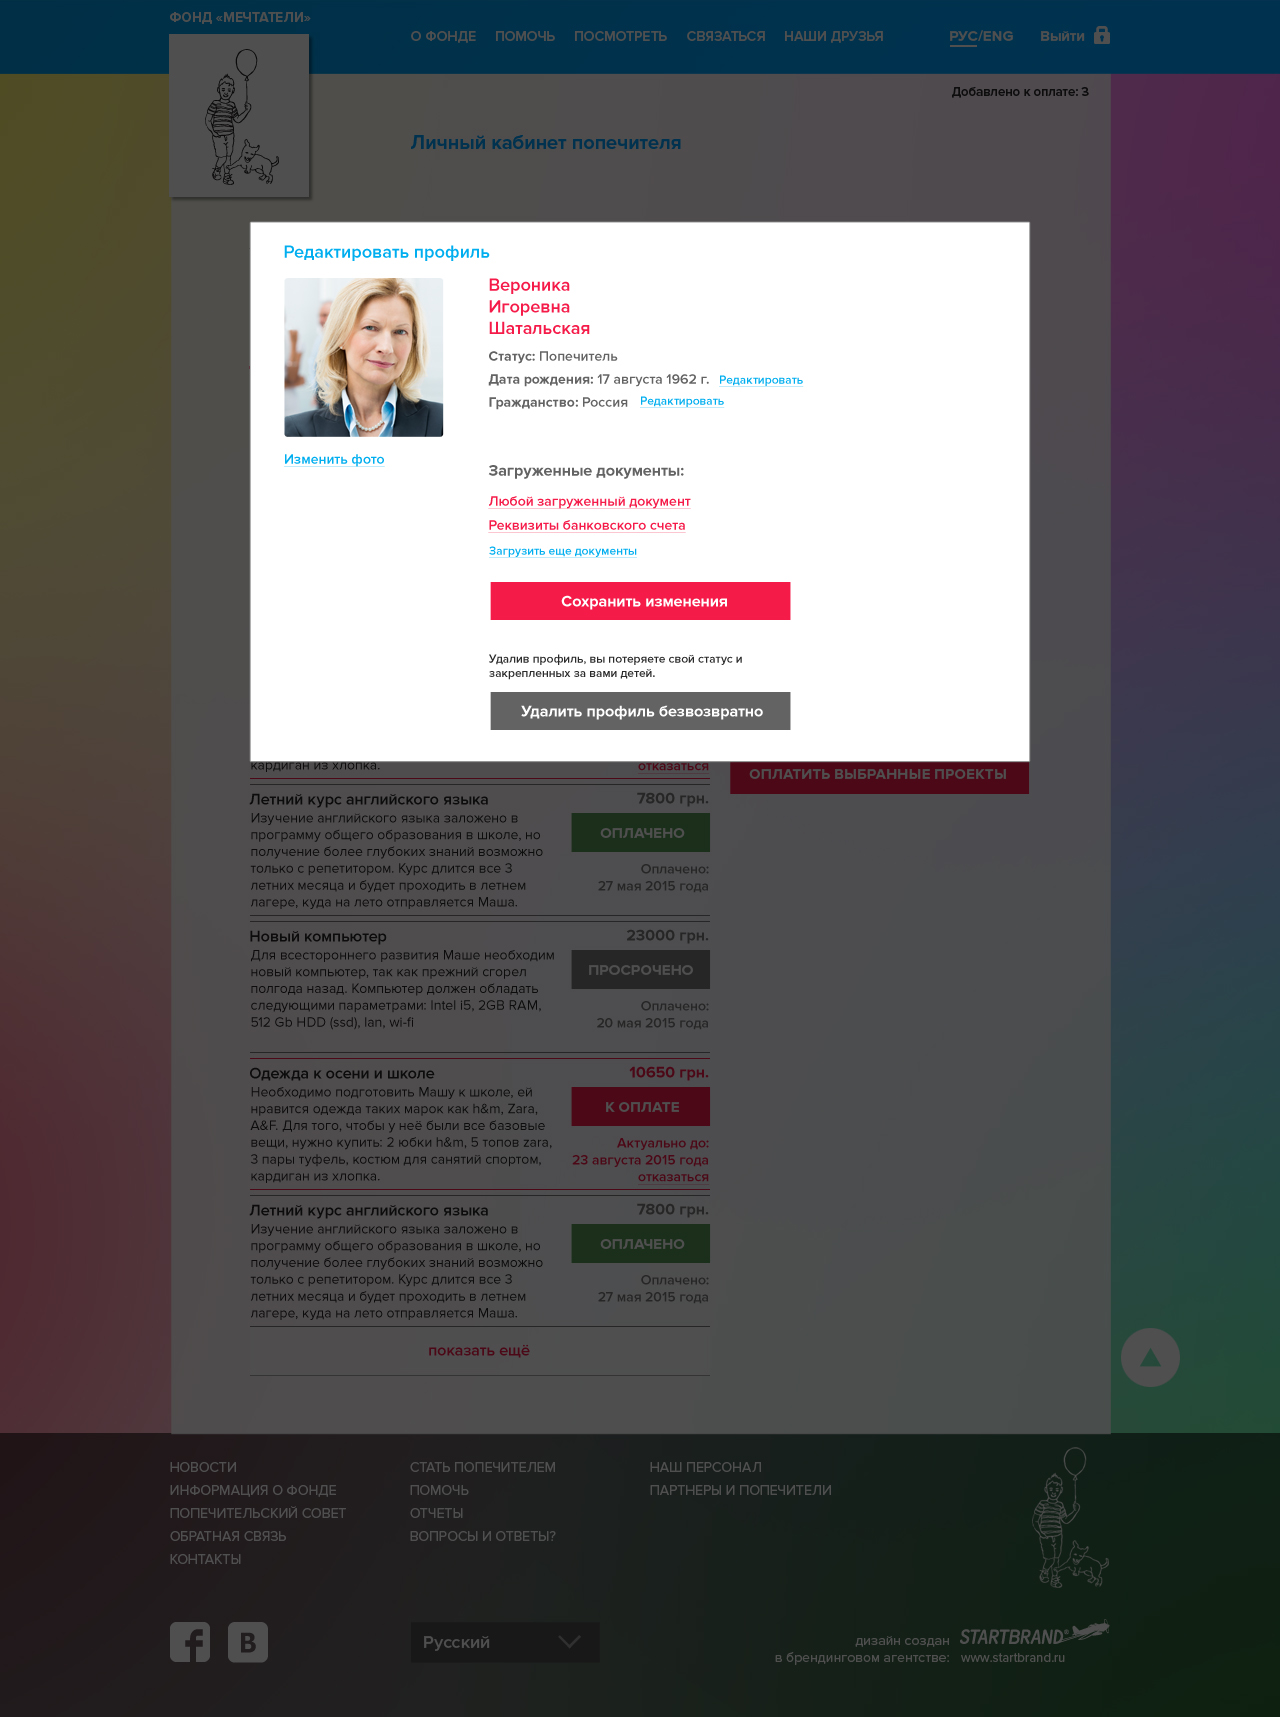 ФОНД «МЕЧТАТЕЛИ»
О ФОНДЕ ПОМОЧЬ ПОСМОТРЕТЬ СВЯЗАТЬСЯ НАШИ ДРУЗЬЯ РУС/ENG Выйти
Добавлено к оплате: 3
Личный кабинет попечителя
Редактировать профиль
Вероника
Игоревна
Шатальская
Статус: Попечитель
Дата рождения: 17 августа 1962 г. Редактировать
Гражданство: Россия Редактировать
Изменить фото
Загруженные документы:
Любой загруженный документ
Реквизиты банковского счета
Загрузить еще документы
Сохранить изменения
Удалив профиль, вы потеряете свой статус и
закрепленных за вами детей.
Удалить профиль безвозвратно
кардиган из хлопка.
отказаться
ОПЛАТИТЬ ВЫБРАННЫЕ ПРОЕКТЫ
Летний курс английского языка
7800 грн.
Изучение английского языка заложено в
программу общего образования в школе, но
получение более глубоких знаний возможно
только с репетитором. Курс длится все 3
летних месяца и будет проходить в летнем
лагере, куда на лето отправляется Маша.
ОПЛАЧЕНО
Оплачено:
27 мая 2015 года
Новый компьютер
23000 грн.
Для всестороннего развития Маше необходим
новый компьютер, так как прежний сгорел
полгода назад. Компьютер должен обладать
следующими параметрами: Intel i5, 2GB RAM,
512 Gb HDD (ssd), lan, wi-fi
ПРОСРОЧЕНО
Оплачено:
20 мая 2015 года
Одежда к осени и школе
10650 грн.
Необходимо подготовить Машу к школе, ей
нравится одежда таких марок как h&m, Zara,
A&F. Для того, чтобы у неё были все базовые
вещи, нужно купить: 2 юбки h&m, 5 топов zara,
3 пары туфель, костюм для санятий спортом,
кардиган из хлопка.
К ОПЛАТЕ
Актуально до:
23 августа 2015 года
отказаться
Летний курс английского языка
7800 грн.
Изучение английского языка заложено в
программу общего образования в школе, но
получение более глубоких знаний возможно
только с репетитором. Курс длится все 3
летних месяца и будет проходить в летнем
лагере, куда на лето отправляется Маша.
ОПЛАЧЕНО
Оплачено:
27 мая 2015 года
показать ещё
НОВОСТИ
ИНФОРМАЦИЯ О ФОНДЕ
ПОПЕЧИТЕЛЬСКИЙ СОВЕТ
ОБРАТНАЯ СВЯЗЬ
КОНТАКТЫ
СТАТЬ ПОПЕЧИТЕЛЕМ
ПОМОЧЬ
ОТЧЕТЫ
ВОПРОСЫ И ОТВЕТЫ?
НАШ ПЕРСОНАЛ
ПАРТНЕРЫ И ПОПЕЧИТЕЛИ
f
B
Русский
дизайн создан
в брендинговом агентстве:
STARTBRAND®
www.startbrand.ru